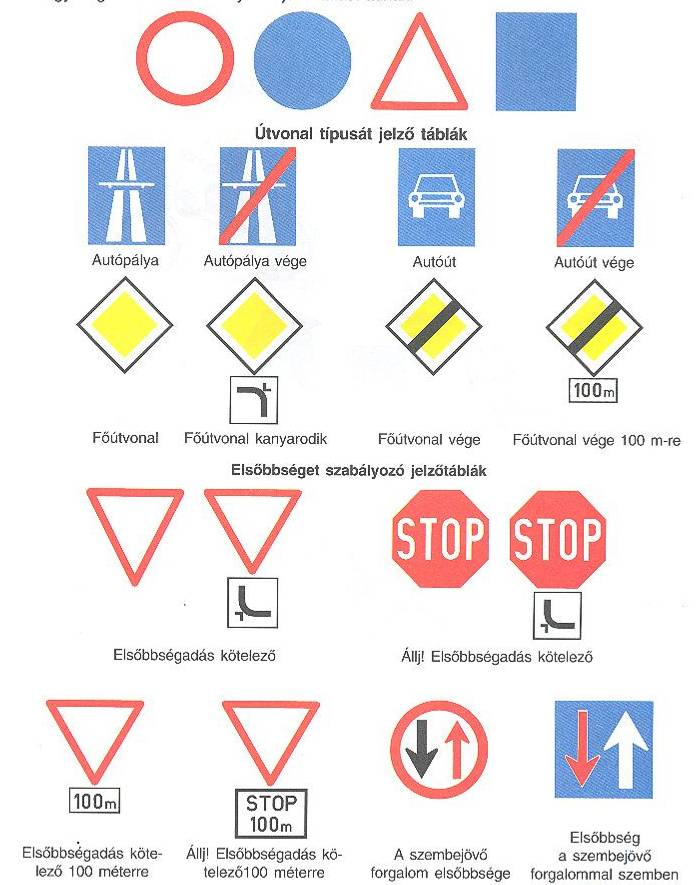 Útvonal típusát jelző táblák
Autópálya
Autópálya vége
Autóút
Autóút vége
100m
Főútvonal
Főútvonal kanyarodik
Főútvonal vége
Főútvonal vége 100 m-re
Elsőbbséget szabályozó jelzőtáblák
STOP
STOP
Elsőbbségadás kötelező
Állj! Elsőbbségadás kötelező
100m
STOP
100m
Elsőbbségadás köte-
lező 100 méterre
Állj! Elsőbbségadás kö-
telező100 méterre
A szembejövő
forgalom elsőbbsége
Elsőbbség
a szembejövő
forgalommal szemben